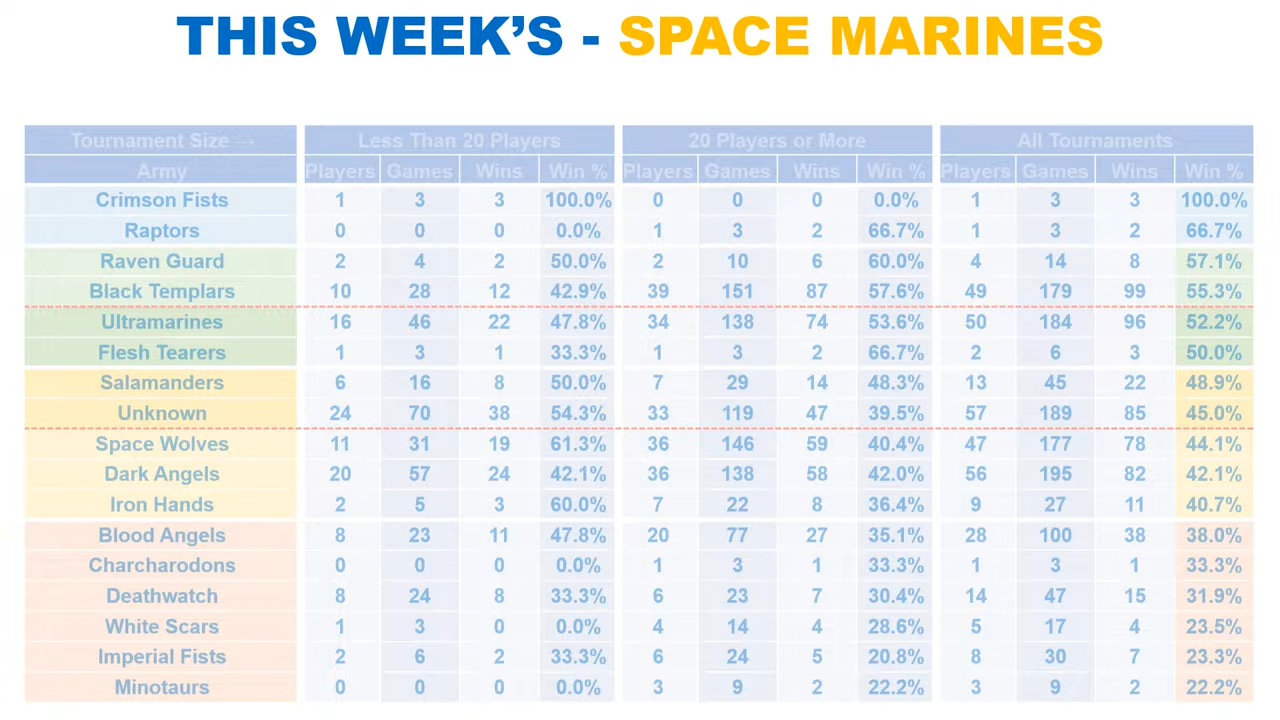 THIS WEEK'S - SPACE MARINES
Tournament Size → Less Than 20 Players 20 Players or More All Tournaments
Army Players Games Wins Win % Players Games Wins Win % Players Games Wins Win %
Crimson Fists 1 3 3 100.0% 0 0 0 0.0% 1 3 3 100.0%
Raptors 0 0 0 0.0% 1 3 2 66.7% 1 3 2 66.7%
Raven Guard 2 4 2 50.0% 2 10 6 60.0% 4 14 8 57.1%
Black Templars 10 28 12 42.9% 39 151 87 57.6% 49 179 99 55.3%
Ultramarines 16 46 22 47.8% 34 138 74 53.6% 50 184 96 52.2%
Flesh Tearers 1 3 1 33.3% 1 3 2 66.7% 2 6 3 50.0%
Salamanders 6 16 8 50.0% 7 29 14 48.3% 13 45 22 48.9%
Unknown 24 70 38 54.3% 33 119 47 39.5% 57 189 85 45.0%
Space Wolves 11 31 19 61.3% 36 146 59 40.4% 47 177 78 44.1%
Dark Angels 20 57 24 42.1% 36 138 58 42.0% 56 195 82 42.1%
Iron Hands 2 5 3 60.0% 7 22 8 36.4% 9 27 11 40.7%
Blood Angels 8 23 11 47.8% 20 77 27 35.1% 28 100 38 38.0%
Charcharodons 0 0 0 0.0% 1 3 1 33.3% 1 3 1 33.3%
Deathwatch 8 24 8 33.3% 6 23 7 30.4% 14 47 15 31.9%
White Scars 1 3 0 0.0% 4 14 4 28.6% 5 17 4 23.5%
Imperial Fists 2 6 2 33.3% 6 24 5 20.8% 8 30 7 23.3%
Minotaurs 0 0 0 0.0% 3 9 2 22.2% 3 9 2 22.2%